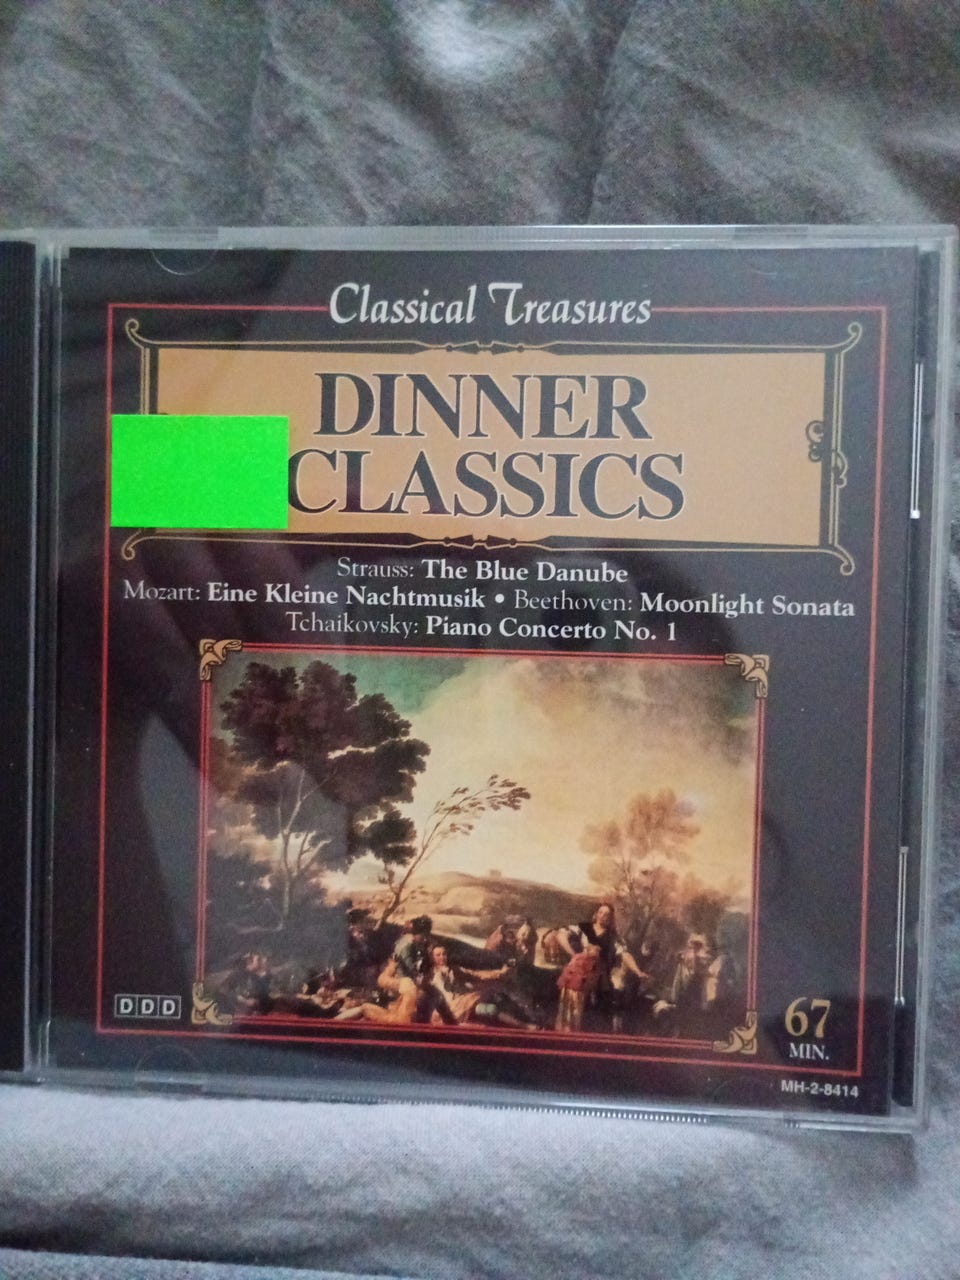 Classical Treasures
DINNER
CLASSICS
Strauss: The Blue Danube
Mozart: Eine Kleine Nachtmusik • Beethoven: Moonlight Sonata
Tchaikovsky: Piano Concerto No. 1
DDD
67
MIN.
MH-2-8414